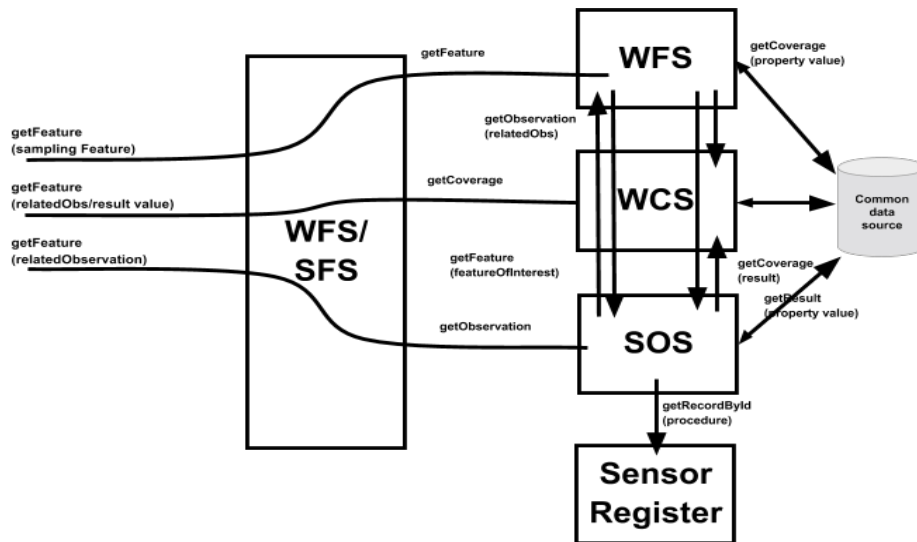 getFeature
(sampling Feature)
getFeature
(relatedObs/result value)
getFeature
(relatedObservation)
WFS/
SFS
getFeature
getCoverage
getFeature
(featureOfInterest)
getObservation
getObservation
(relatedObs)
WFS
WCS
SOS
getRecordById
(procedure)
Sensor
Register
getCoverage
(property value)
getCoverage
(result)
getResult
(property value)
Common
data
source